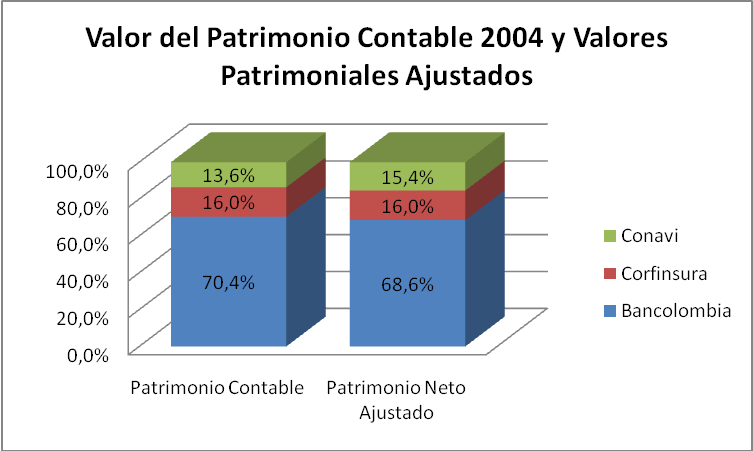 Valor del Patrimonio Contable 2004 y Valores
Patrimoniales Ajustados
100,0%
80,0%
60,0%
40,0%
20,0%
0,0%
13,6%
16,0%
70,4%
15,4%
16,0%
68,6%
Patrimonio Contable
Patrimonio Neto
Ajustado
Conavi
Corfinsura
Bancolombia